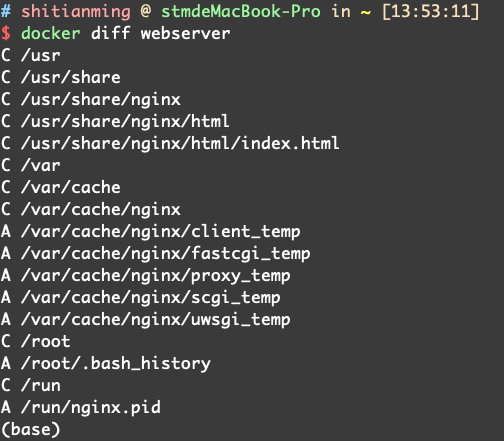 # shitianming @ stmdeMacBook-Pro in ~ [13:53:11]
$ docker diff webserver
C /usr
C /usr/share
C /usr/share/nginx
C /usr/share/nginx/html
C /usr/share/nginx/html/index.html
C /var
C /var/cache
C /var/cache/nginx
A /var/cache/nginx/client_temp
A /var/cache/nginx/fastcgi_temp
A /var/cache/nginx/proxy_temp
A /var/cache/nginx/scgi_temp
A /var/cache/nginx/uwsgi_temp
C /root
A /root/.bash_history
C /run
A /run/nginx.pid
(base)